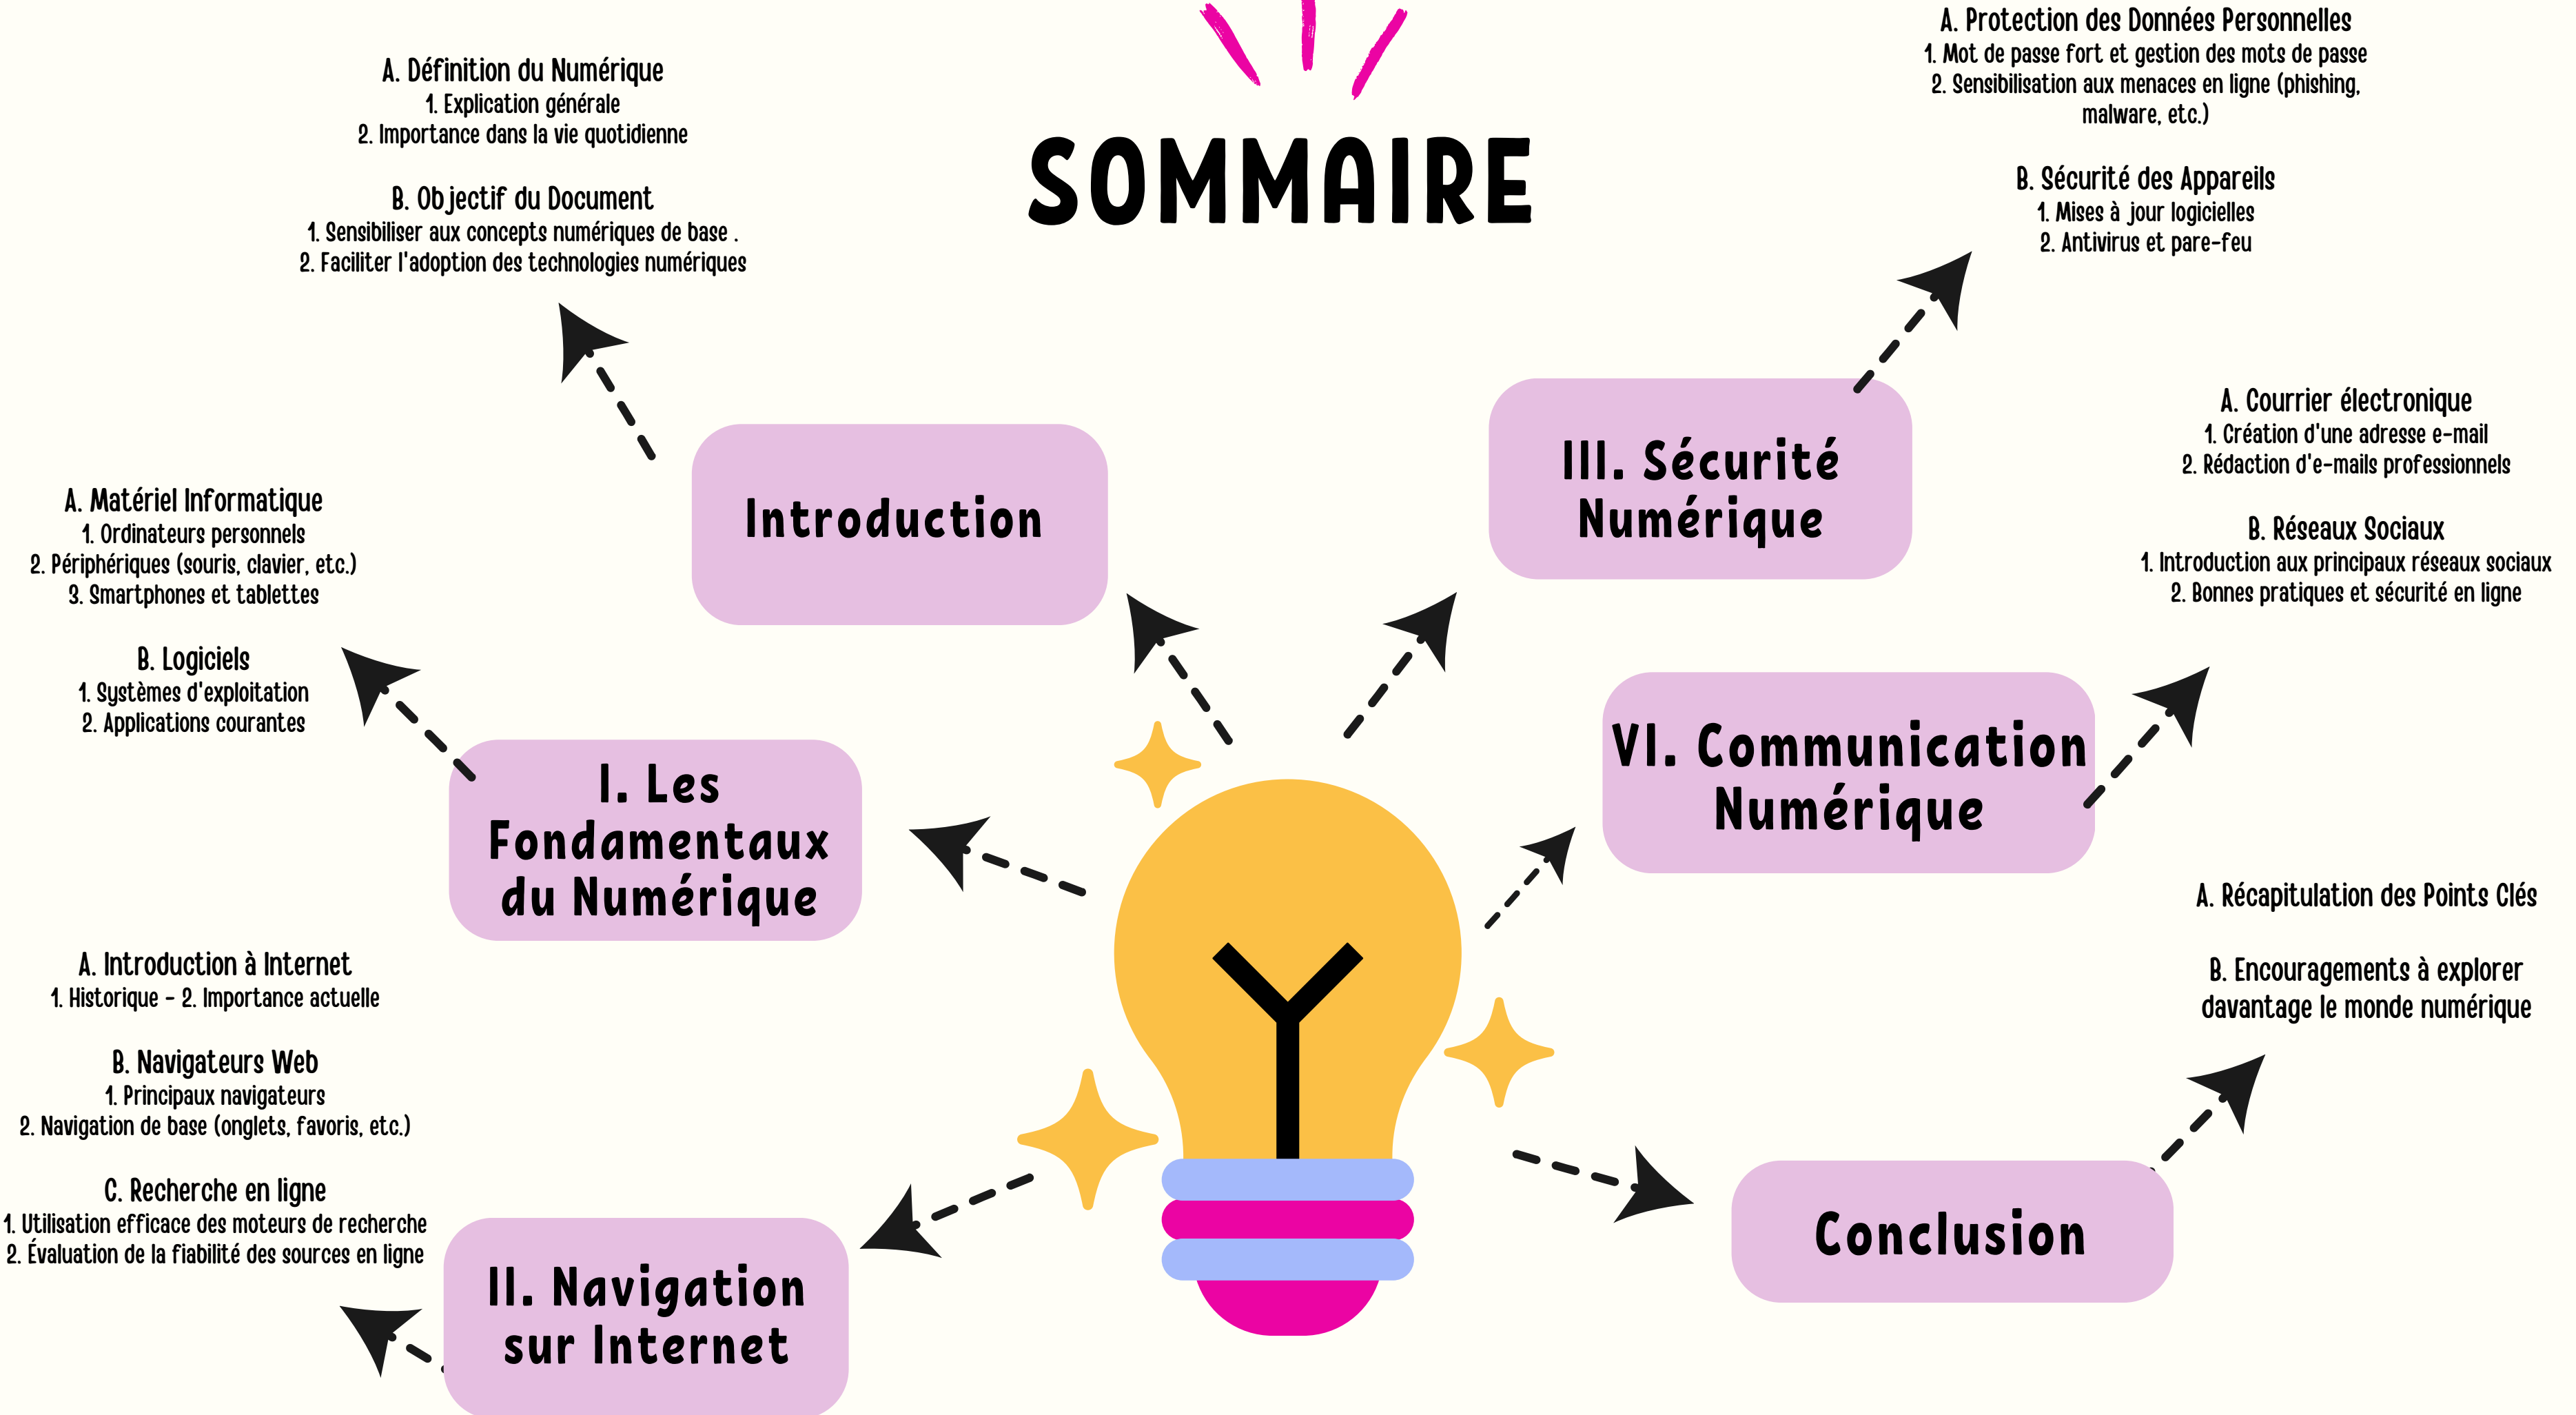 SOMMAIRE
A. Définition du Numérique
1. Explication générale
2. Importance dans la vie quotidienne
B. Objectif du Document
1. Sensibiliser aux concepts numériques de base .
2. Faciliter l'adoption des technologies numériques
Introduction
A. Matériel Informatique
1. Ordinateurs personnels
2. Périphériques (souris, clavier, etc.)
3. Smartphones et tablettes
B. Logiciels
1. Systèmes d'exploitation
2. Applications courantes
I. Les
Fondamentaux
du Numérique
A. Introduction à Internet
1. Historique - 2. Importance actuelle
B. Navigateurs Web
1. Principaux navigateurs
2. Navigation de base (onglets, favoris, etc.)
C. Recherche en ligne
1. Utilisation efficace des moteurs de recherche
2. Évaluation de la fiabilité des sources en ligne
II. Navigation
sur Internet
A. Protection des Données Personnelles
1. Mot de passe fort et gestion des mots de passe
2. Sensibilisation aux menaces en ligne (phishing,
malware, etc.)
B. Sécurité des Appareils
1. Mises à jour logicielles
2. Antivirus et pare-feu
III. Sécurité
Numérique
A. Courrier électronique
1. Création d'une adresse e-mail
2. Rédaction d'e-mails professionnels
B. Réseaux Sociaux
1. Introduction aux principaux réseaux sociaux
2. Bonnes pratiques et sécurité en ligne
VI. Communication
Numérique
A. Récapitulation des Points Clés
B. Encouragements à explorer
davantage le monde numérique
Conclusion